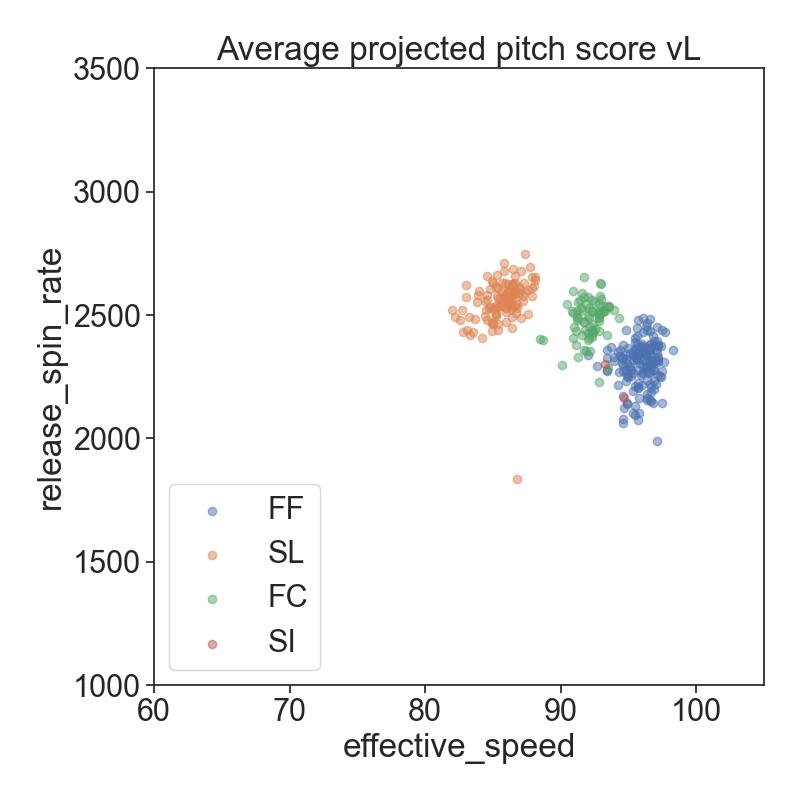 Average projected pitch score vL
3500
3000
2500
2000
1500
1000
release_spin_rate
FF
SL
FC
SI
60 70 80 90 100
effective_speed